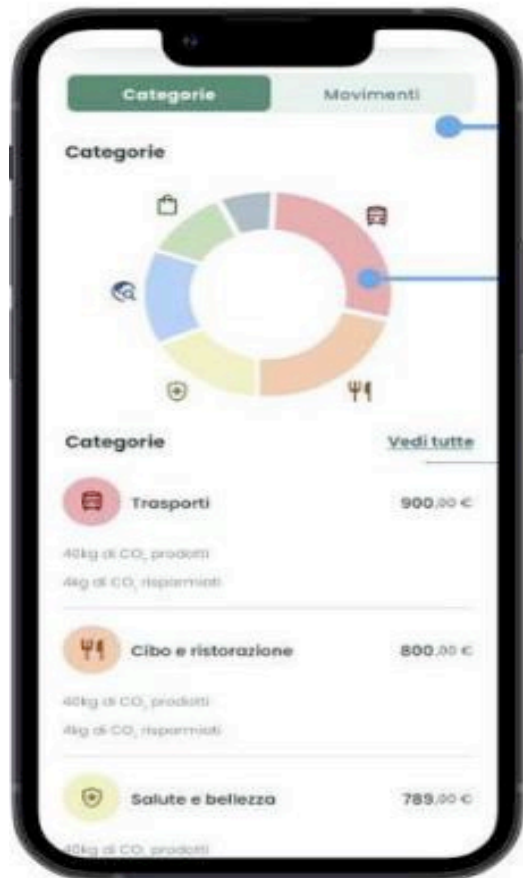 Categorie Movimenti
Categorie
Categorie Vedi tutte
Trasporti 900,00 €
40kg di CO₂ prodotti
4kg di CO₂ risparmiati
Cibo e ristorazione 800,00 €
40kg di CO₂ prodotti
4kg di CO₂ risparmiati
Salute e bellezza 789,00 €
40kg di CO₂ prodotti